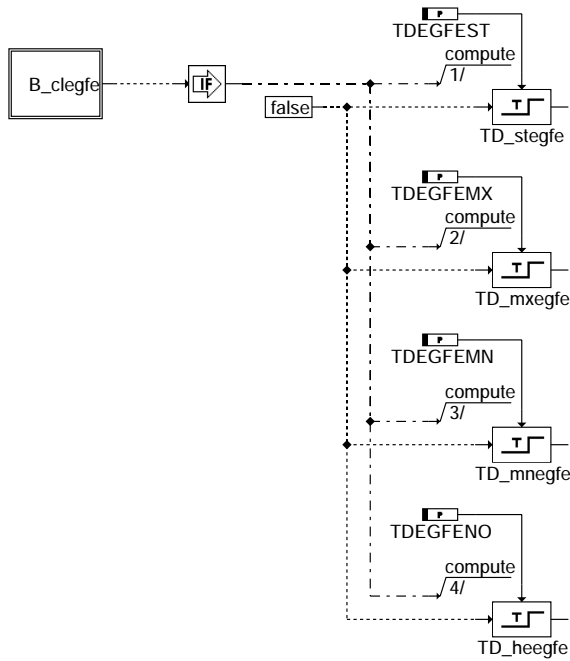 TDEGFEST
compute
1/
B_clegfe
IF
false
T
TD_stegfe
P
TDEGFEMX
compute
2/
T
TD_mxegfe
P
TDEGFEMN
compute
3/
T
TD_mnegfe
P
TDEGFENO
compute
4/
T
TD_heegfe
P